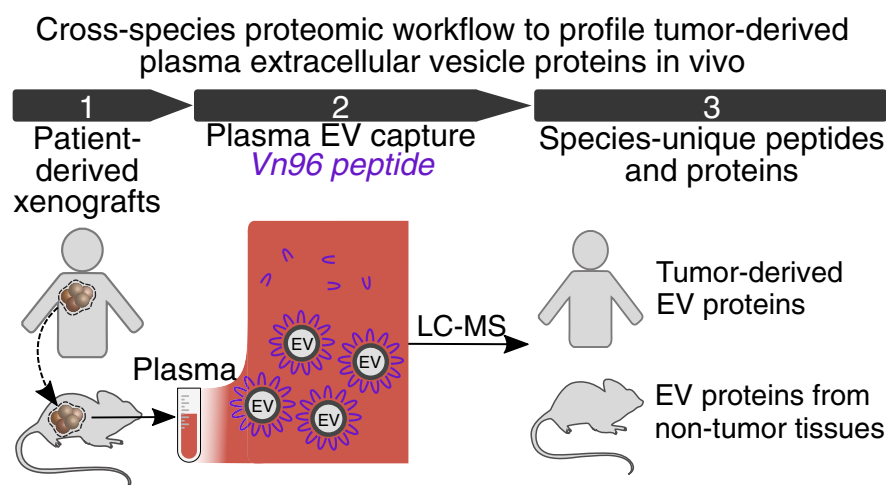 Cross-species proteomic workflow to profile tumor-derived
plasma extracellular vesicle proteins in vivo
1
2
3
Patient-
derived
xenografts
Plasma EV capture
Vn96 peptide
Species-unique peptides
and proteins
Plasma
EV
EV
EV
EV
LC-MS
Tumor-derived
EV proteins
EV proteins from
non-tumor tissues